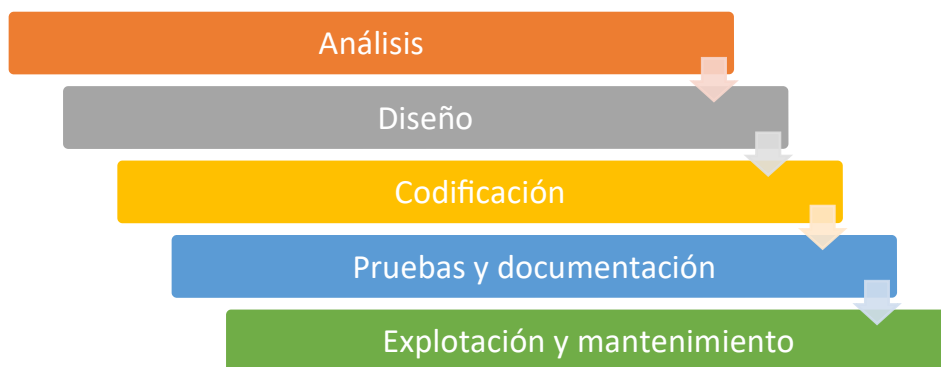 Análisis
Diseño
Codificación
Pruebas y documentación
Explotación y mantenimiento